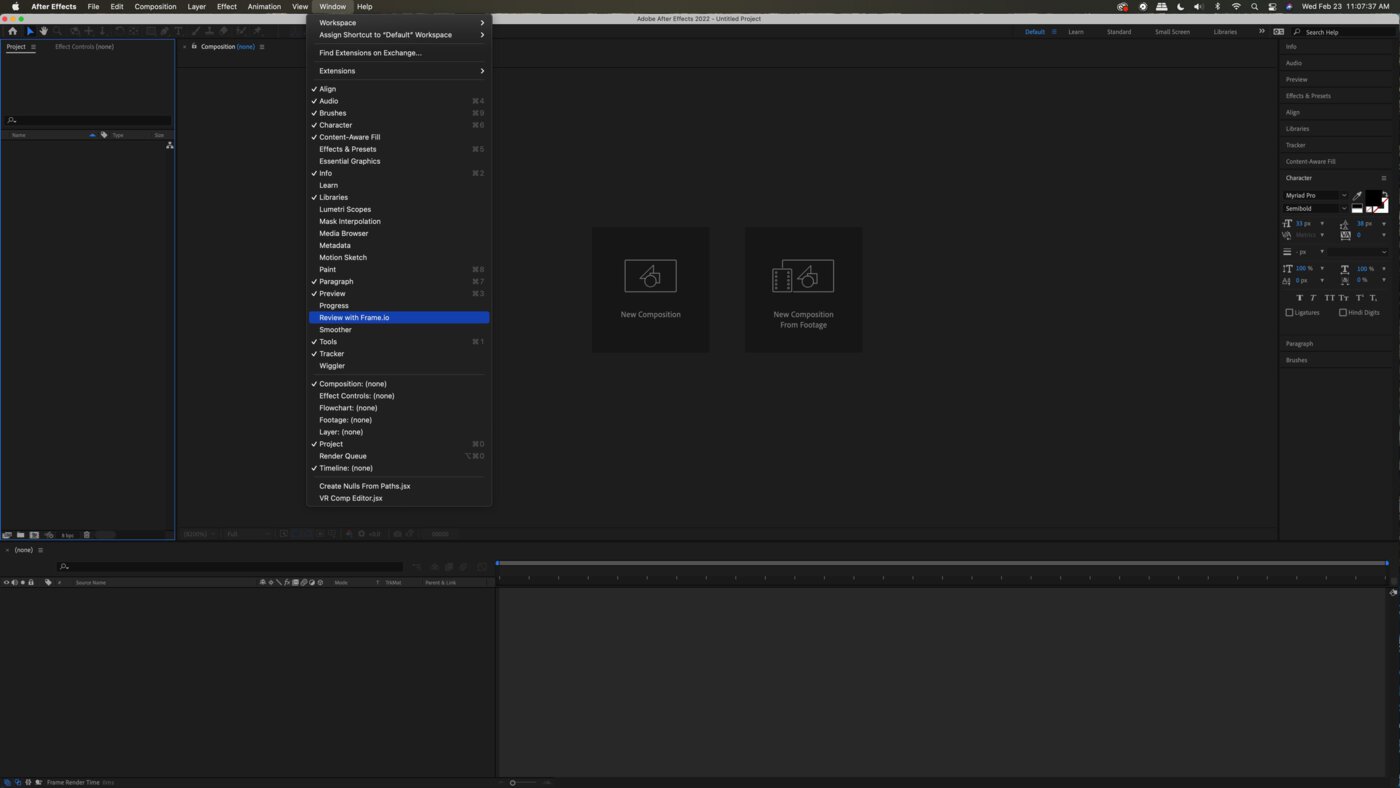 After Effects File Edit Composition Layer Effect Animation View Window Help Wed Feb 23 11:07:37 AM
Adobe After Effects 2022 - Untitled Project
Default Learn Standard Small Screen Libraries Search Help
Project Effect Controls (none) Composition (none)
Name Type Size
Workspace
Assign Shortcut to "Default" Workspace
Find Extensions on Exchange...
Extensions
Align
Audio ⌘4
Brushes ⌘9
Character ⌘6
Content-Aware Fill
Effects & Presets ⌘5
Essential Graphics
Info ⌘2
Learn
Libraries
Lumetri Scopes
Mask Interpolation
Media Browser
Metadata
Motion Sketch
Paint ⌘8
Paragraph ⌘7
Preview ⌘3
Progress
Review with Frame.io
Smoother
Tools ⌘1
Tracker
Wiggler
Composition: (none)
Effect Controls: (none)
Flowchart: (none)
Footage: (none)
Layer: (none)
Project ⌘0
Render Queue ⌥⌘0
Timeline: (none)
Create Nulls From Paths.jsx
VR Comp Editor.jsx
New Composition
New Composition
From Footage
Info
Audio
Preview
Effects & Presets
Align
Libraries
Tracker
Content-Aware Fill
Character
Myriad Pro
Semibold
33 px 38 px
Metrics 0
- px
100 % 100 %
0 px 0 %
Ligatures Hindi Digits
Paragraph
Brushes
8 bpc (8200%) Full +0.0 00000
(none)
# Source Name fx Mode T TrkMat Parent & Link
Frame Render Time 0ms